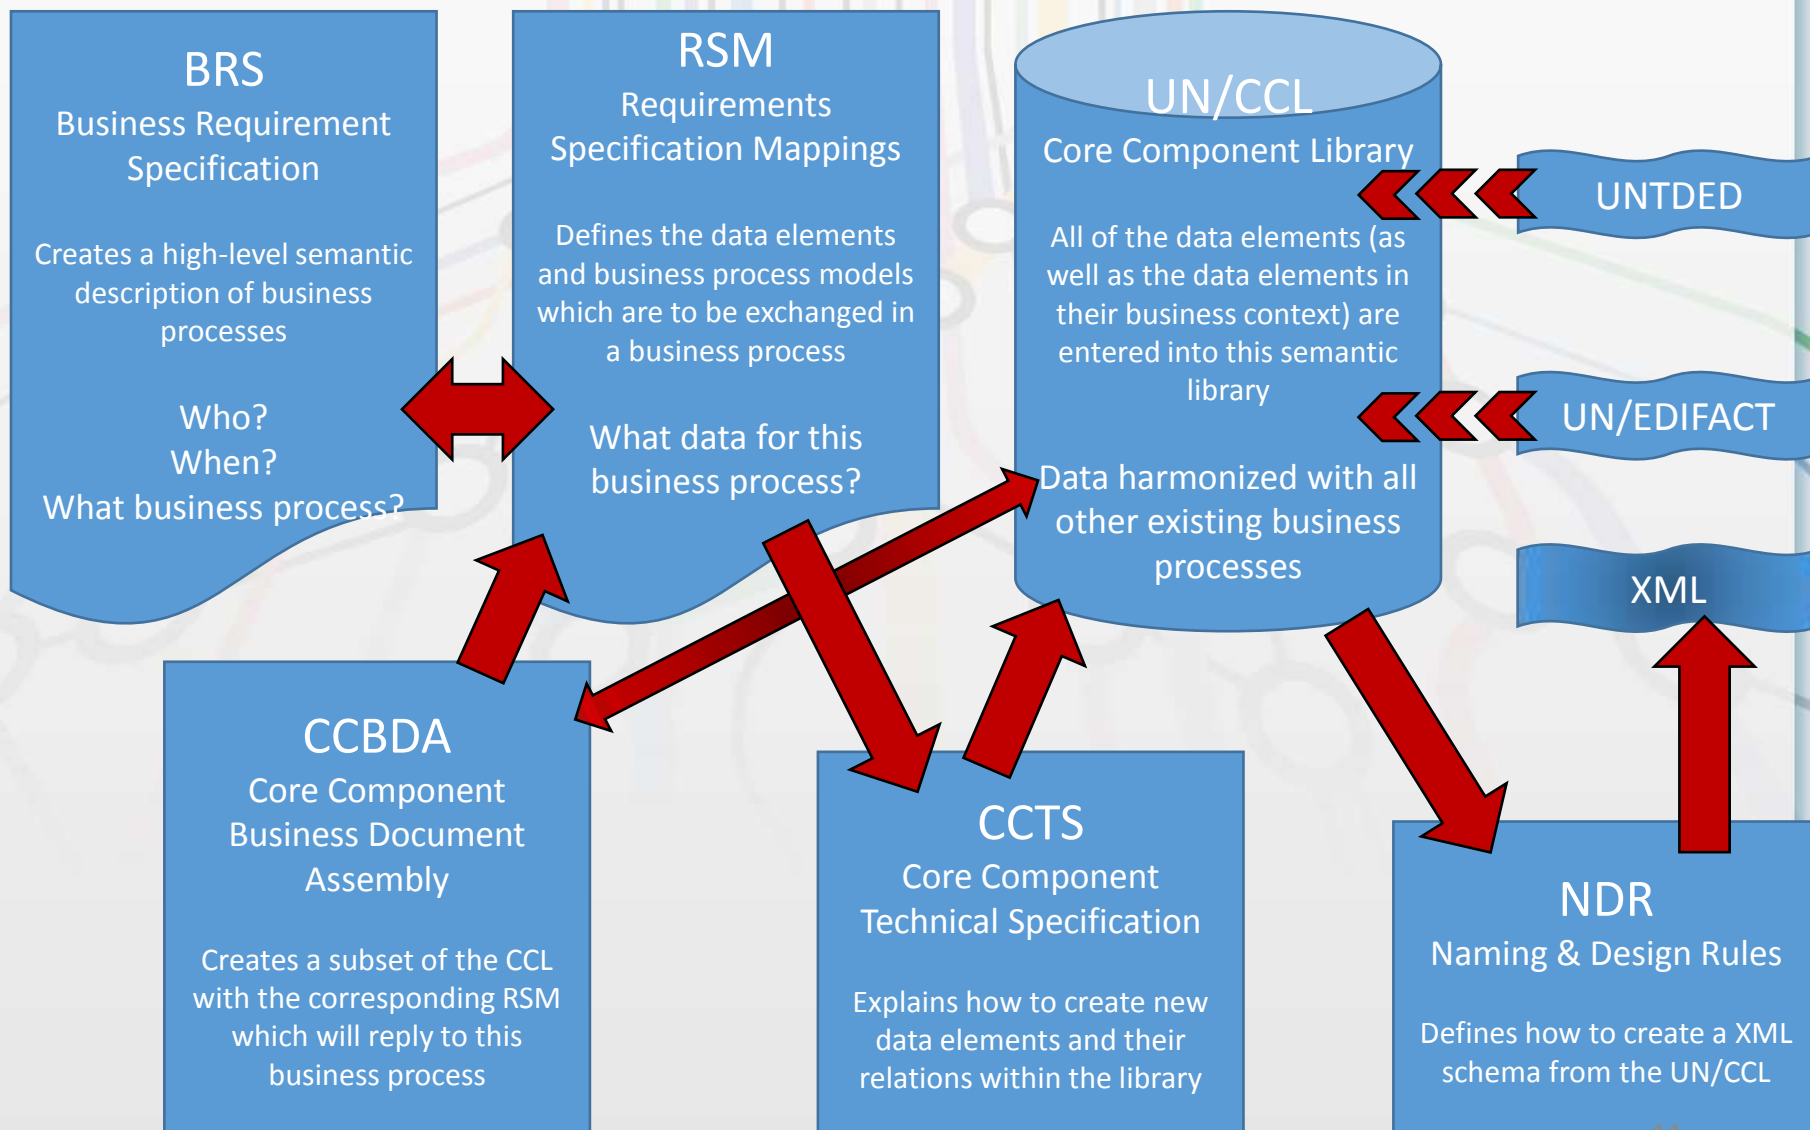 BRS
Business Requirement
Specification
Creates a high-level semantic
description of business
processes
Who?
When?
What business process?
RSM
Requirements
Specification Mappings
Defines the data elements
and business process models
which are to be exchanged in
a business process
What data for this
business process?
UN/CCL
Core Component Library
All of the data elements (as
well as the data elements in
their business context) are
entered into this semantic
library
Data harmonized with all
other existing business
processes
UNTDED
UN/EDIFACT
XML
CCBDA
Core Component
Business Document
Assembly
Creates a subset of the CCL
with the corresponding RSM
which will reply to this
business process
CCTS
Core Component
Technical Specification
Explains how to create new
data elements and their
relations within the library
NDR
Naming & Design Rules
Defines how to create a XML
schema from the UN/CCL